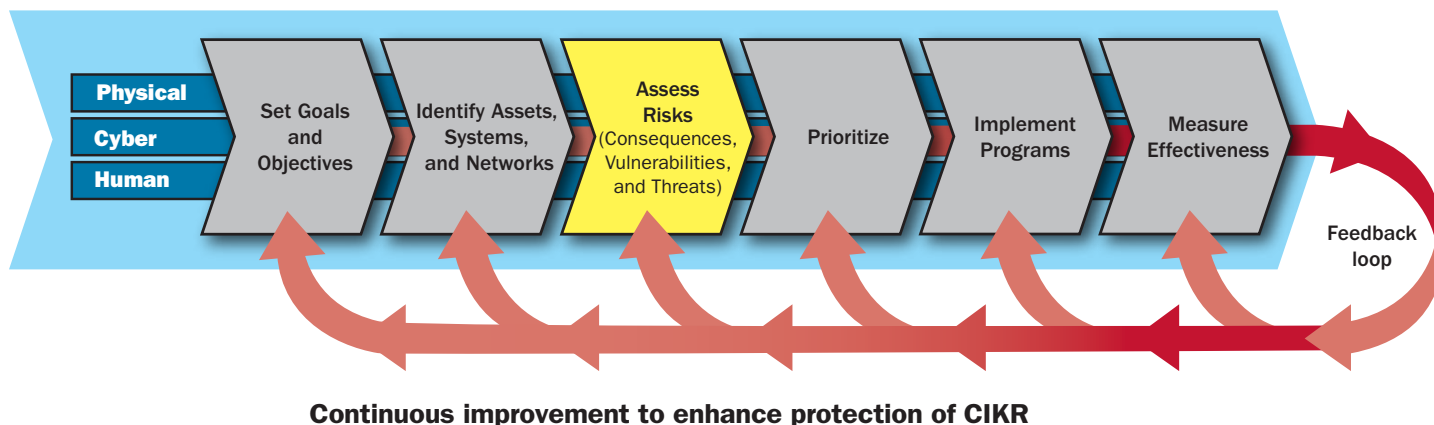 Physical
Cyber
Human
Set Goals
and
Objectives
Identify Assets,
Systems,
and Networks
Assess
Risks
(Consequences,
Vulnerabilities,
and Threats)
Prioritize
Implement
Programs
Measure
Effectiveness
Feedback
loop
Continuous improvement to enhance protection of CIKR